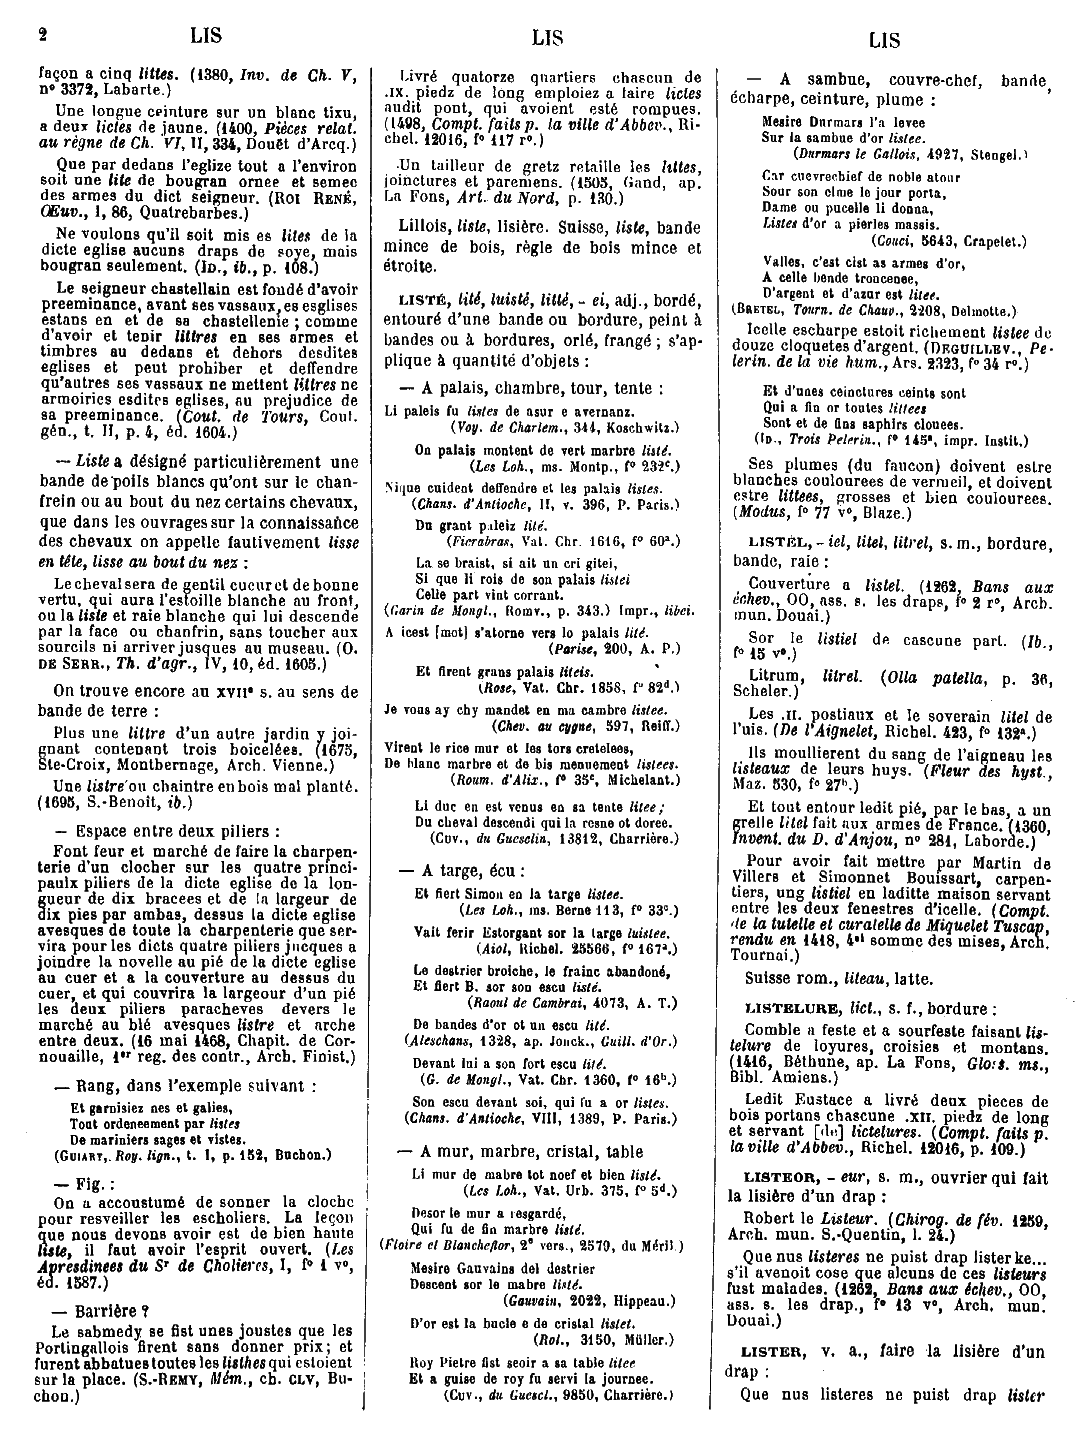 2 LIS LIS LIS
façon a cinq littes. (1380, Inv. de Ch. V,
n° 3372, Labarte.)
Une longue ceinture sur un blanc tixu,
a deux lictes de jaune. (1400, Pièces relat.
au règne de Ch. VI, II, 334, Douët d'Arcq.)
Que par dedans l'eglize tout a l'environ
soit une lite de bougran ornee et semee
des armes du dict seigneur. (ROI RENÉ,
Œuv., I, 86, Quatrebarbes.)
Ne voulons qu'il soit mis es lites de la
dicte eglise aucuns draps de soye, mais
bougran seulement. (ID., ib., p. 108.)
Le seigneur chastellain est foudé d'avoir
preeminance, avant ses vassaux, es esglises
estans en et de sa chastellenie ; comme
d'avoir et tenir littres en ses armes et
timbres au dedans et dehors desdites
eglises et peut prohiber et deffendre
qu'autres ses vassaux ne mettent littres ne
armoiries esdites eglises, au prejudice de
sa preeminance. (Cout. de Tours, Cout.
gén., t. II, p. 4, éd. 1604.)
— Liste a désigné particulièrement une
bande de poils blancs qu'ont sur le chan-
frein ou au bout du nez certains chevaux,
que dans les ouvrages sur la connaissance
des chevaux on appelle fautivement lisse
en tête, lisse au bout du nez :
Le cheval sera de gentil cueur et de bonne
vertu, qui aura l'estoille blanche au front,
ou la liste et raie blanche qui lui descende
par la face ou chanfrin, sans toucher aux
sourcils ni arriver jusques au museau. (O.
DE SERR., Th. d'agr., IV, 10, éd. 1605.)
On trouve encore au XVIIe s. au sens de
bande de terre :
Plus une littre d'un autre jardin y joi-
gnant contenant trois boicelées. (1675,
Ste-Croix, Montbernage, Arch. Vienne.)
Une listre ou chaintre en bois mal planté.
(1695, S.-Benoit, ib.)
— Espace entre deux piliers :
Font feur et marché de faire la charpen-
terie d'un clocher sur les quatre princi-
paulx piliers de la dicte eglise de la lon-
gueur de dix bracees et de la largeur de
dix pies par ambas, dessus la dicte eglise
avesques de toute la charpenterie que ser-
vira pour les dicts quatre piliers jucques a
joindre la novelle au pié de la dicte eglise
au cuer et a la couverture au dessus du
cuer, et qui couvrira la largeour d'un pié
les deux piliers paracheves devers le
marché au blé avesques listre et arche
entre deux. (16 mai 1468, Chapit. de Cor-
nouaille, 1er reg. des contr., Arch. Finist.)
— Rang, dans l'exemple suivant :
Et garnisiez nes et galies,
Tout ordeneement par listes
De mariniers sages et vistes.
(GUIART, Roy. lign., t. I, p. 152, Buchon.)
— Fig. :
On a accoustumé de sonner la cloche
pour resveiller les escholiers. La leçon
que nous devons avoir est de bien haute
liste, il faut avoir l'esprit ouvert. (Les
Apresdinees du Sr de Cholieres, I, f° 1 v°,
éd. 1587.)
— Barrière ?
Le sabmedy se fist unes joustes que les
Portingallois firent sans donner prix ; et
furent abbatues toutes les listhes qui estoient
sur la place. (S.-REMY, Mém., ch. CLV, Bu-
chon.)
Livré quatorze quartiers chascun de
.IX. piedz de long emploiez a faire lictes
audit pont, qui avoient esté rompues.
(1498, Compt. faits p. la ville d'Abbev., Ri-
chel. 12016, f° 117 r°.)
Un tailleur de gretz retaille les littes,
joinctures et paremens. (1505, Gand, ap.
La Fons, Art. du Nord, p. 130.)
Lillois, liste, lisière. Suisse, liste, bande
mince de bois, règle de bois mince et
étroite.
LISTÉ, lité, luisté, litté, - ei, adj., bordé,
entouré d'une bande ou bordure, peint à
bandes ou à bordures, orlé, frangé ; s'ap-
plique à quantité d'objets :
— A palais, chambre, tour, tente :
Li paleis fu listes de asur e avernanz.
(Voy. de Charlem., 344, Koschwitz.)
On palais montent de vert marbre listé.
(Les Loh., ms. Montp., f° 232c.)
Nique cuident deffendre et les palais listes.
(Chans. d'Antioche, II, v. 396, P. Paris.)
Du grant paleiz lité.
(Fierabras, Vat. Chr. 1616, f° 60a.)
La se braist, si ait un cri gitei,
Si que li rois de son palais listei
Celle part vint corrant.
(Garin de Mongl., Romv., p. 343.) Impr., libei.
A icest [mot] s'atorne vers lo palais lité.
(Parise, 200, A. P.)
Et firent grans palais liteis.
(Rose, Vat. Chr. 1858, f° 82d.)
Je vous ay chy mandet en ma cambre listee.
(Chev. au cygne, 597, Reiff.)
Virent le rice mur et les tors cretelees,
De blanc marbre et de bis menuement listees.
(Roum. d'Alix., f° 35c, Michelant.)
Li duc en est venus en sa tente litee ;
Du cheval descendi qui la resne ot doree.
(CUV., du Guesclin, 13812, Charrière.)
— A targe, écu :
Et fiert Simon en la targe listee.
(Les Loh., ms. Berne 113, f° 33c.)
Vait ferir Estorgant sor la targe luistee.
(Aiol, Richel. 25566, f° 167a.)
Le destrier broiche, le frainc abandoné,
Et fiert B. sor son escu listé.
(Raoul de Cambrai, 4073, A. T.)
De bandes d'or ot un escu lité.
(Aleschans, 1328, ap. Jonck., Guill. d'Or.)
Devant lui a son fort escu lité.
(G. de Mongl., Vat. Chr. 1360, f° 16b.)
Son escu devant soi, qui fu a or listes.
(Chans. d'Antioche, VIII, 1389, P. Paris.)
— A mur, marbre, cristal, table
Li mur de mabre tot noef et bien listé.
(Les Loh., Vat. Urb. 375, f° 5d.)
Desor le mur a resgardé,
Qui fu de fin marbre listé.
(Floire et Blancheflor, 2e vers., 2579, du Méril.)
Mesire Gauvains del destrier
Descent sor le mabre listé.
(Gauvain, 2022, Hippeau.)
D'or est la bucle e de cristal listet.
(Rol., 3150, Müller.)
Roy Pietre fist seoir a sa table litee
Et a guise de roy fu servi la journee.
(CUV., du Guescl., 9850, Charrière.)
— A sambue, couvre-chef, bande,
écharpe, ceinture, plume :
Mesire Durmars l'a levee
Sur la sambue d'or listee.
(Durmars le Gallois, 4927, Stengel.)
Car cuevrechief de noble atour
Sour son elme le jour porta,
Dame ou pucelle li donna,
Listes d'or a pierles massis.
(Couci, 5643, Crapelet.)
Valles, c'est cist as armes d'or,
A celle bende troncenee,
D'argent et d'azur est litee.
(BRETEL, Tourn. de Chauv., 2208, Delmotte.)
Icelle escharpe estoit richement listee de
douze cloquetes d'argent. (DEGUILLEV., Pe-
lerin. de la vie hum., Ars. 2323, f° 34 r°.)
Et d'unes ceinctures ceints sont
Qui a fin or toutes littees
Sont et de fins saphirs clouees.
(ID., Trois Pelerin., f° 145a, impr. Instit.)
Ses plumes (du faucon) doivent estre
blanches coulourees de vermeil, et doivent
estre littees, grosses et bien coulourees.
(Modus, f° 77 v°, Blaze.)
LISTEL, - iel, litel, litrel, s. m., bordure,
bande, raie :
Couverture a listel. (1262, Bans aux
échev., OO, ass. s. les draps, f° 2 r°, Arch.
mun. Douai.)
Sor le listiel de cascune part. (Ib.,
f° 15 v°.)
Litrum, litrel. (Olla patella, p. 36,
Scheler.)
Les .II. postiaux et le soverain litel de
l'uis. (De l'Aignelet, Richel. 423, f° 132a.)
Ils moullierent du sang de l'aigneau les
listeaux de leurs huys. (Fleur des hyst.,
Maz. 530, f° 27b.)
Et tout entour ledit pié, par le bas, a un
grelle litel fait aux armes de France. (1360,
Invent. du D. d'Anjou, n° 281, Laborde.)
Pour avoir fait mettre par Martin de
Villers et Simonnet Bouissart, carpen-
tiers, ung listiel en laditte maison servant
entre les deux fenestres d'icelle. (Compt.
de la tutelle et curatelle de Miquelet Tuscap,
rendu en 1418, 4e somme des mises, Arch.
Tournai.)
Suisse rom., liteau, latte.
LISTELURE, lict., s. f., bordure :
Comble a feste et a sourfeste faisant lis-
telure de loyures, croisies et montans.
(1416, Béthune, ap. La Fons, Gloss. ms.,
Bibl. Amiens.)
Ledit Eustace a livré deux pieces de
bois portans chascune .XII. piedz de long
et servant [de] lictelures. (Compt. faits p.
la ville d'Abbev., Richel. 12016, p. 109.)
LISTEOR, - eur, s. m., ouvrier qui fait
la lisière d'un drap :
Robert le Listeur. (Chirog. de fév. 1259,
Arch. mun. S.-Quentin, l. 24.)
Que nus listeres ne puist drap lister ke...
s'il avenoit cose que alcuns de ces listeurs
fust malades. (1262, Bans aux échev., OO,
ass. s. les drap., f° 13 v°, Arch. mun.
Douai.)
LISTER, v. a., faire la lisière d'un
drap :
Que nus listeres ne puist drap lister